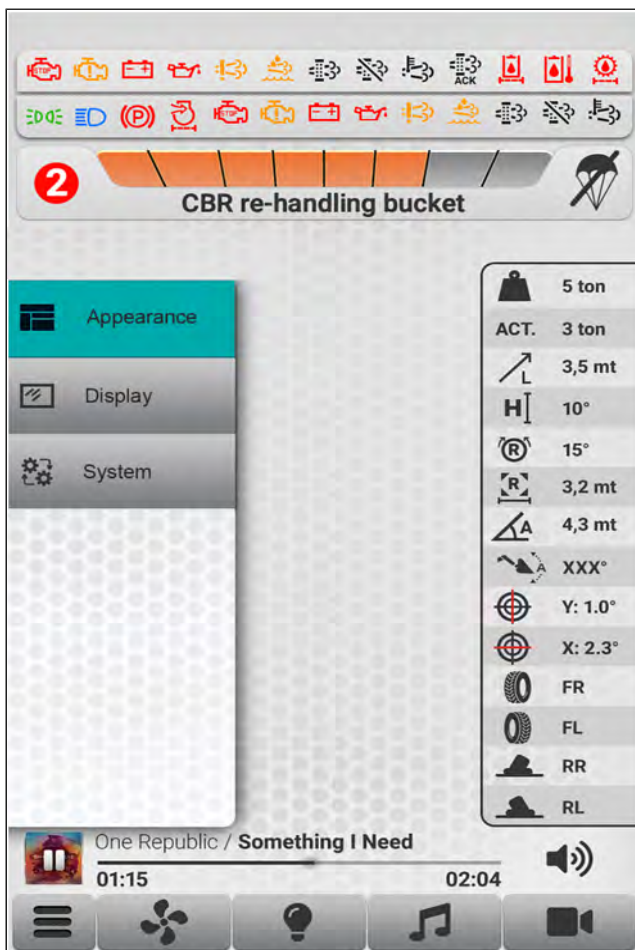 STOP
ACK
STOP
2
CBR re-handling bucket
5 ton
Appearance
ACT. 3 ton
L 3,5 mt
Display
H 10°
R 15°
System
R 3,2 mt
A 4,3 mt
A XXX°
Y: 1.0°
X: 2.3°
FR
FL
RR
RL
One Republic / Something I Need
01:15 02:04